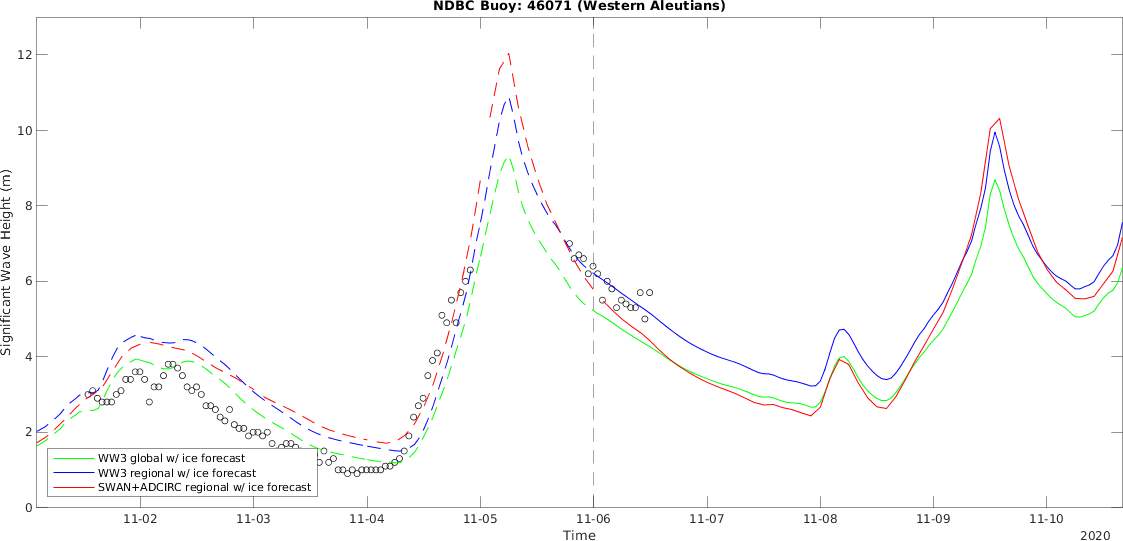 NDBC Buoy: 46071 (Western Aleutians)
Significant Wave Height (m)
12
10
8
6
4
2
0
WW3 global w/ ice forecast
WW3 regional w/ ice forecast
SWAN+ADCIRC regional w/ ice forecast
11-02 11-03 11-04 11-05 11-06 11-07 11-08 11-09 11-10
Time
2020